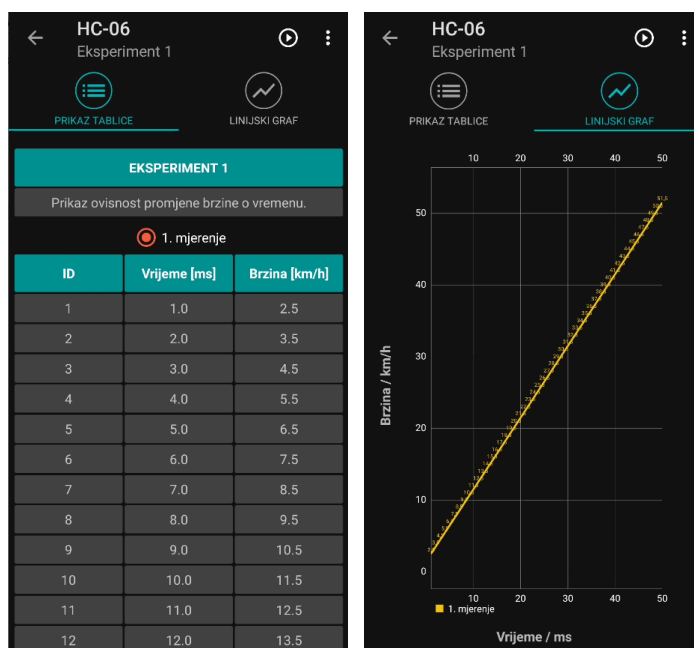 HC-06
Eksperiment 1
PRIKAZ TABLICE LINIJSKI GRAF
EKSPERIMENT 1
Prikaz ovisnost promjene brzine o vremenu.
1. mjerenje
ID Vrijeme [ms] Brzina [km/h]
1 1.0 2.5
2 2.0 3.5
3 3.0 4.5
4 4.0 5.5
5 5.0 6.5
6 6.0 7.5
7 7.0 8.5
8 8.0 9.5
9 9.0 10.5
10 10.0 11.5
11 11.0 12.5
12 12.0 13.5
HC-06
Eksperiment 1
PRIKAZ TABLICE LINIJSKI GRAF
10 20 30 40 50
51,5
50
40
30
20
10
0
Brzina / km/h
10 20 30 40 50
1. mjerenje
Vrijeme / ms